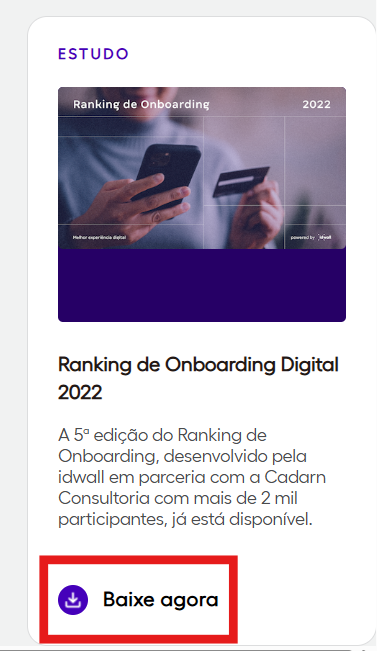 ESTUDO
Ranking de Onboarding 2022
Melhor experiência digital powered by idwall
Ranking de Onboarding Digital
2022
A 5ª edição do Ranking de
Onboarding, desenvolvido pela
idwall em parceria com a Cadarn
Consultoria com mais de 2 mil
participantes, já está disponível.
Baixe agora